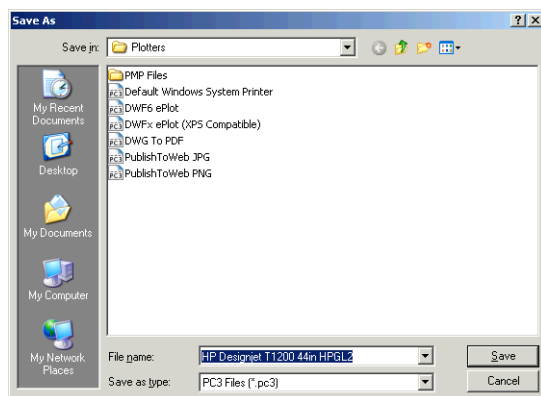 Save As
Save in:
Plotters
My Recent Documents
Desktop
My Documents
My Computer
My Network Places
PMP Files
Default Windows System Printer
DWF6 ePlot
DWFx ePlot (XPS Compatible)
DWG To PDF
PublishToWeb JPG
PublishToWeb PNG
File name:
HP Designjet T1200 44in HPGL2
Save
Save as type:
PC3 Files (*.pc3)
Cancel